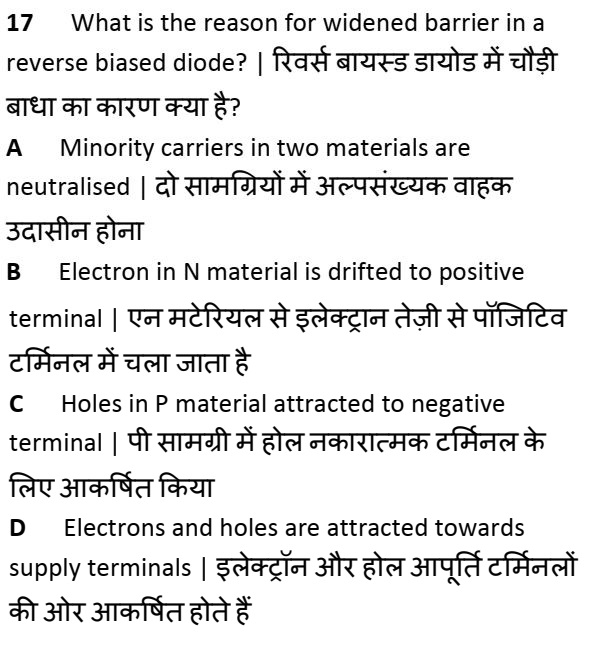 17 What is the reason for widened barrier in a
reverse biased diode? | रिवर्स बायस्ड डायोड में चौड़ी
बाधा का कारण क्या है?
A Minority carriers in two materials are
neutralised | दो सामग्रियों में अल्पसंख्यक वाहक
उदासीन होना
B Electron in N material is drifted to positive
terminal | एन मटेरियल से इलेक्ट्रान तेज़ी से पॉजिटिव
टर्मिनल में चला जाता है
C Holes in P material attracted to negative
terminal | पी सामग्री में होल नकारात्मक टर्मिनल के
लिए आकर्षित किया
D Electrons and holes are attracted towards
supply terminals | इलेक्ट्रॉन और होल आपूर्ति टर्मिनलों
की ओर आकर्षित होते हैं